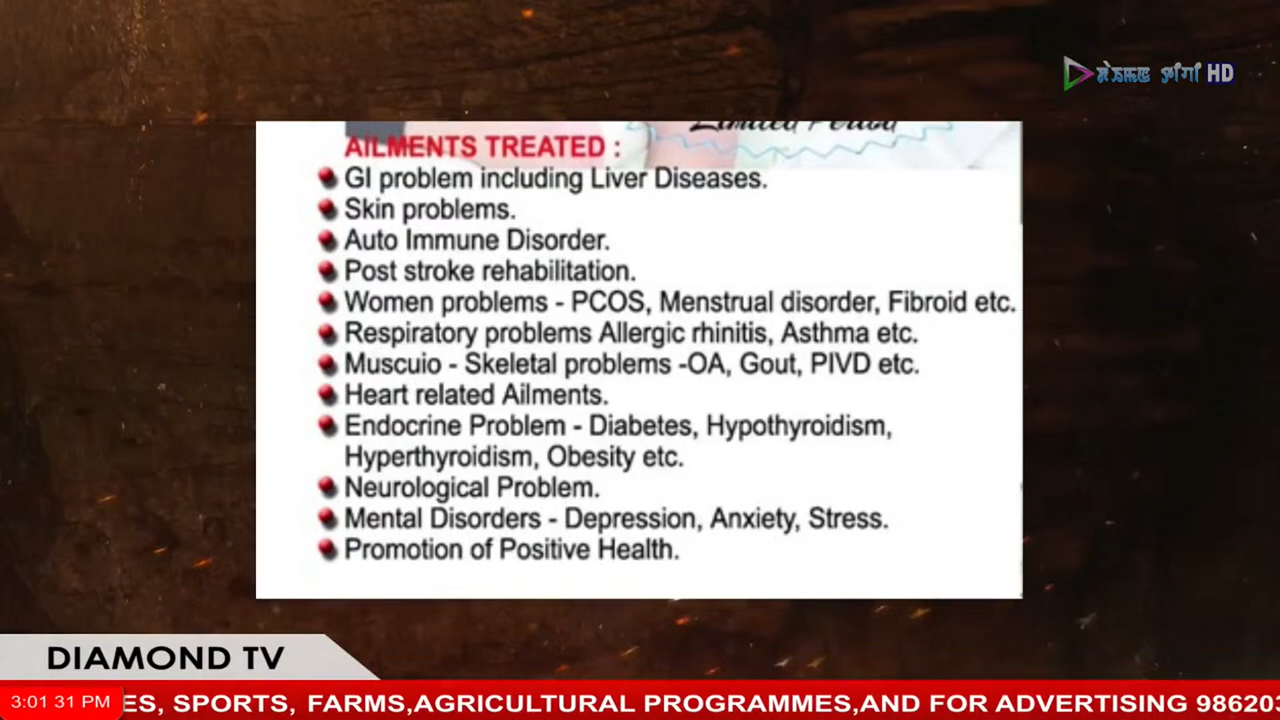 HD
Limited Period
AILMENTS TREATED :
GI problem including Liver Diseases.
Skin problems.
Auto Immune Disorder.
Post stroke rehabilitation.
Women problems - PCOS, Menstrual disorder, Fibroid etc.
Respiratory problems Allergic rhinitis, Asthma etc.
Muscuio - Skeletal problems -OA, Gout, PIVD etc.
Heart related Ailments.
Endocrine Problem - Diabetes, Hypothyroidism,
Hyperthyroidism, Obesity etc.
Neurological Problem.
Mental Disorders - Depression, Anxiety, Stress.
Promotion of Positive Health.
DIAMOND TV
3:01 31 PM ES, SPORTS, FARMS,AGRICULTURAL PROGRAMMES,AND FOR ADVERTISING 98620